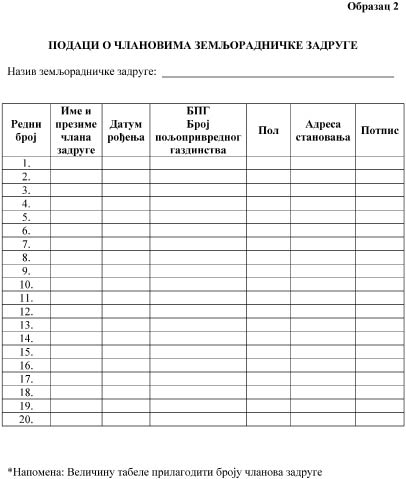 Образац 2
ПОДАЦИ О ЧЛАНОВИМА ЗЕМЉОРАДНИЧКЕ ЗАДРУГЕ
Назив земљорадничке задруге:
Редни број
Име и презиме члана задруге
Датум рођења
БПГ Број пољопривредног газдинства
Пол
Адреса становања
Потпис
1.
2.
3.
4.
5.
6.
7.
8.
9.
10.
11.
12.
13.
14.
15.
16.
17.
18.
19.
20.
*Напомена: Величину табеле прилагодити броју чланова задруге